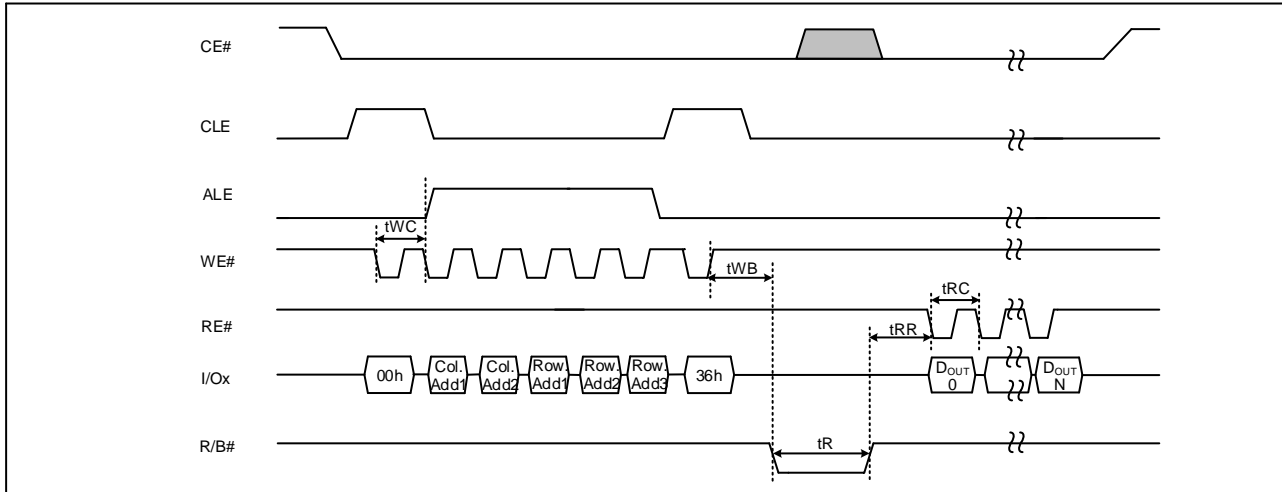 CE#
CLE
ALE
tWC
WE#
tWB
tRC
RE#
tRR
I/Ox
00h
Col. Add1
Col. Add2
Row. Add1
Row. Add2
Row. Add3
36h
DOUT 0
DOUT N
R/B#
tR